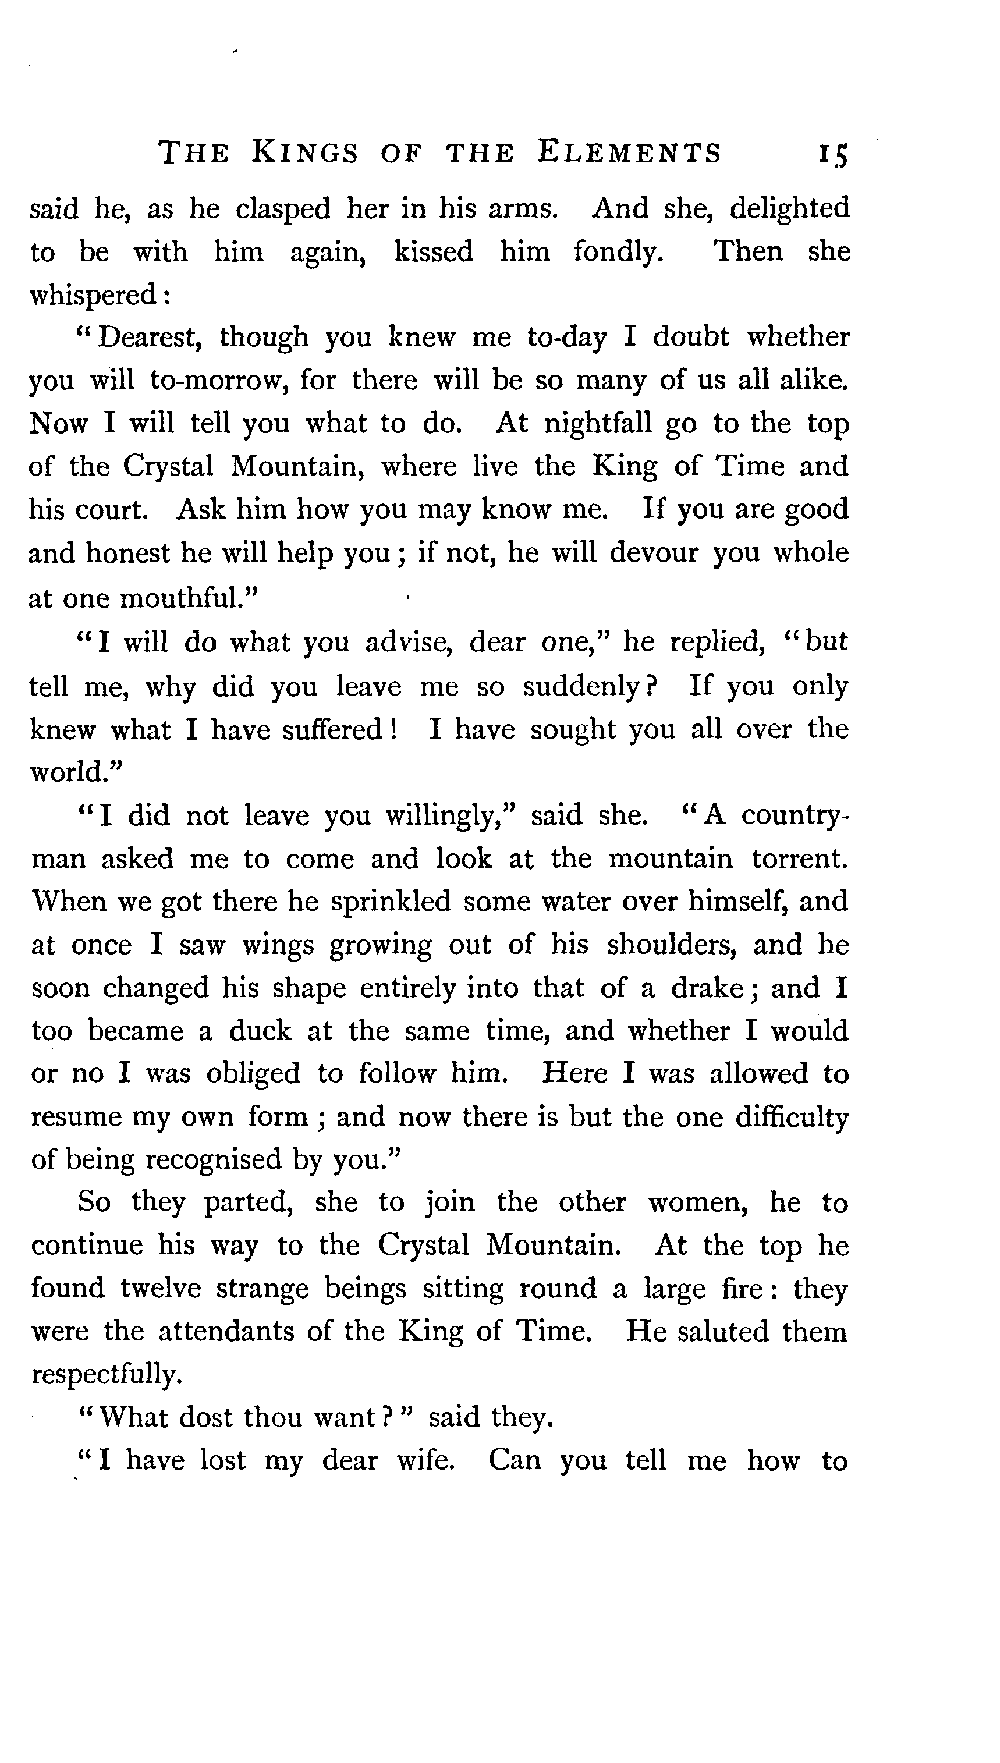 THE KINGS OF THE ELEMENTS 15
said he, as he clasped her in his arms. And she, delighted
to be with him again, kissed him fondly. Then she
whispered :
“ Dearest, though you knew me to-day I doubt whether
you will to-morrow, for there will be so many of us all alike.
Now I will tell you what to do. At nightfall go to the top
of the Crystal Mountain, where live the King of Time and
his court. Ask him how you may know me. If you are good
and honest he will help you ; if not, he will devour you whole
at one mouthful.”
“ I will do what you advise, dear one,” he replied, “ but
tell me, why did you leave me so suddenly ? If you only
knew what I have suffered ! I have sought you all over the
world.”
“ I did not leave you willingly,” said she. “ A country-
man asked me to come and look at the mountain torrent.
When we got there he sprinkled some water over himself, and
at once I saw wings growing out of his shoulders, and he
soon changed his shape entirely into that of a drake ; and I
too became a duck at the same time, and whether I would
or no I was obliged to follow him. Here I was allowed to
resume my own form ; and now there is but the one difficulty
of being recognised by you.”
So they parted, she to join the other women, he to
continue his way to the Crystal Mountain. At the top he
found twelve strange beings sitting round a large fire : they
were the attendants of the King of Time. He saluted them
respectfully.
“ What dost thou want ? ” said they.
“ I have lost my dear wife. Can you tell me how to